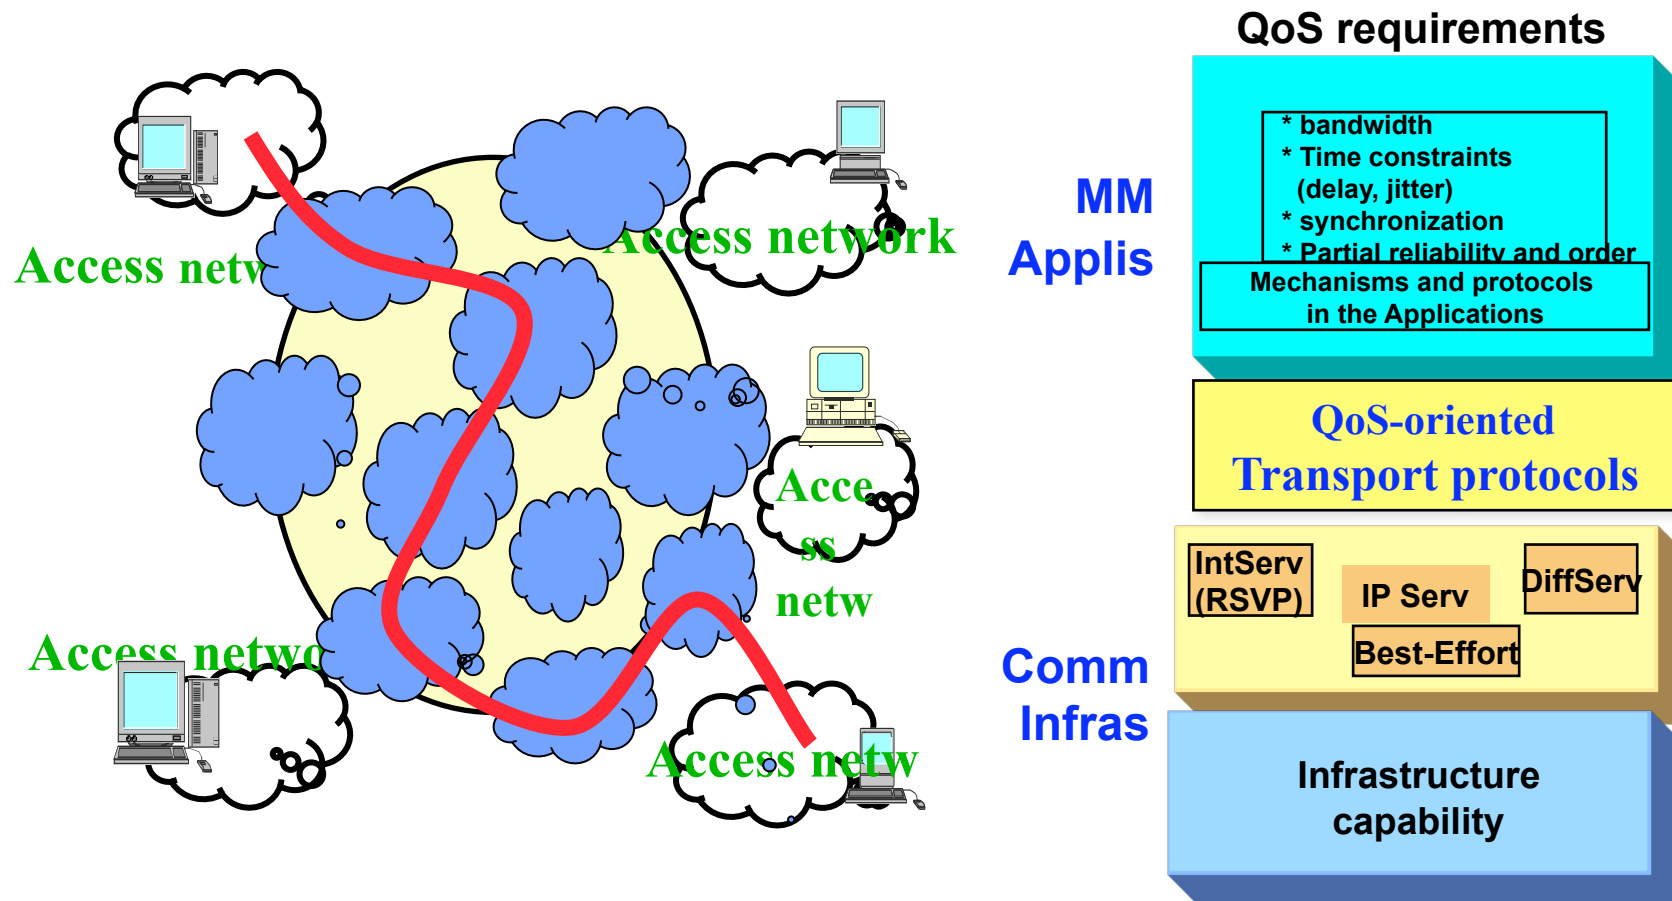 QoS requirements
* bandwidth
* Time constraints
(delay, jitter)
* synchronization
* Partial reliability and order
Mechanisms and protocols
in the Applications
MM
Applis
QoS-oriented
Transport protocols
IntServ
(RSVP)
IP Serv
DiffServ
Best-Effort
Comm
Infras
Infrastructure
capability
Access netw
Access network
Acce
ss
netw
Access netwo
Access netw